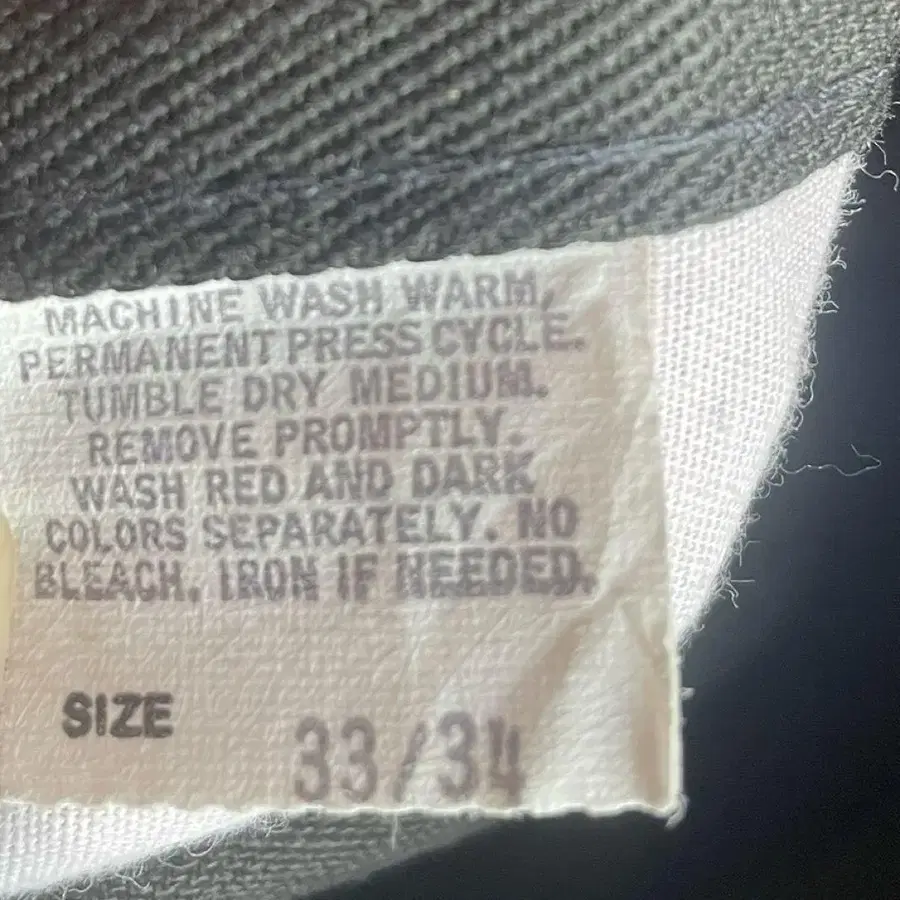 MACHINE WASH WARM,
PERMANENT PRESS CYCLE.
TUMBLE DRY MEDIUM.
REMOVE PROMPTLY.
WASH RED AND DARK
COLORS SEPARATELY. NO
BLEACH. IRON IF NEEDED.
SIZE 33/34